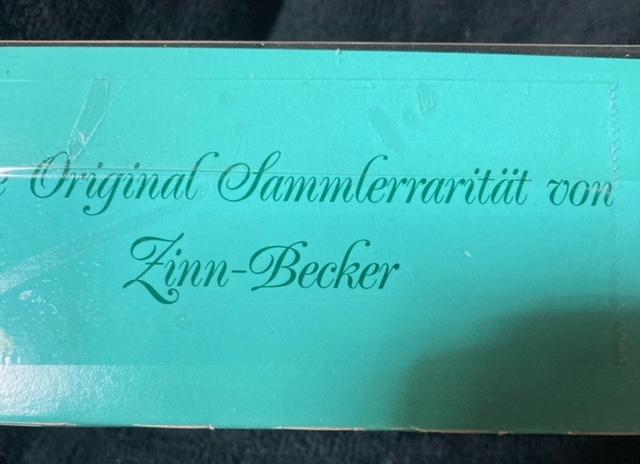 Original Sammlerrarität von
Zinn-Becker